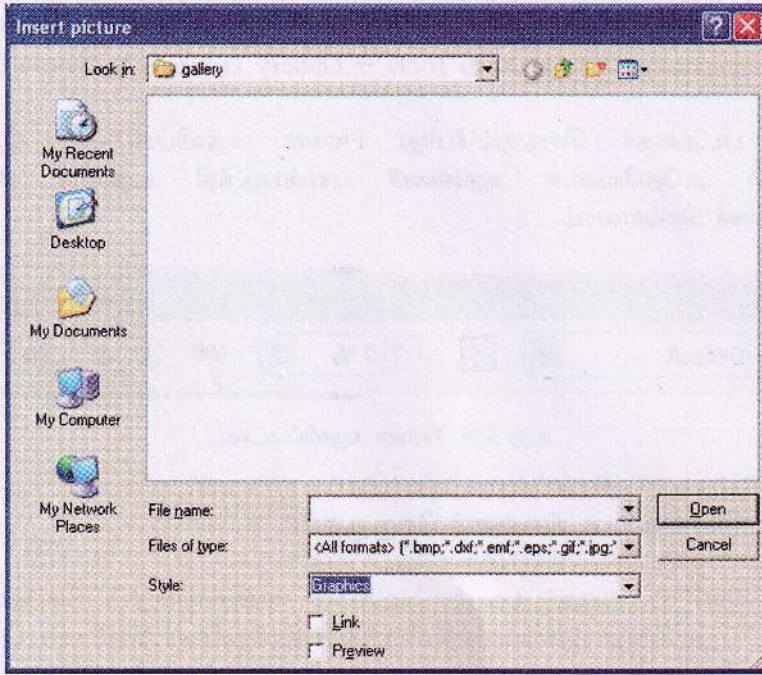 Insert picture
Look in: gallery
My Recent
Documents
Desktop
My Documents
My Computer
My Network
Places
File name:
Open
Files of type: <All formats> (*.bmp;*.dxf;*.emf;*.eps;*.gif;*.jpg;*
Cancel
Style: Graphics
Link
Preview